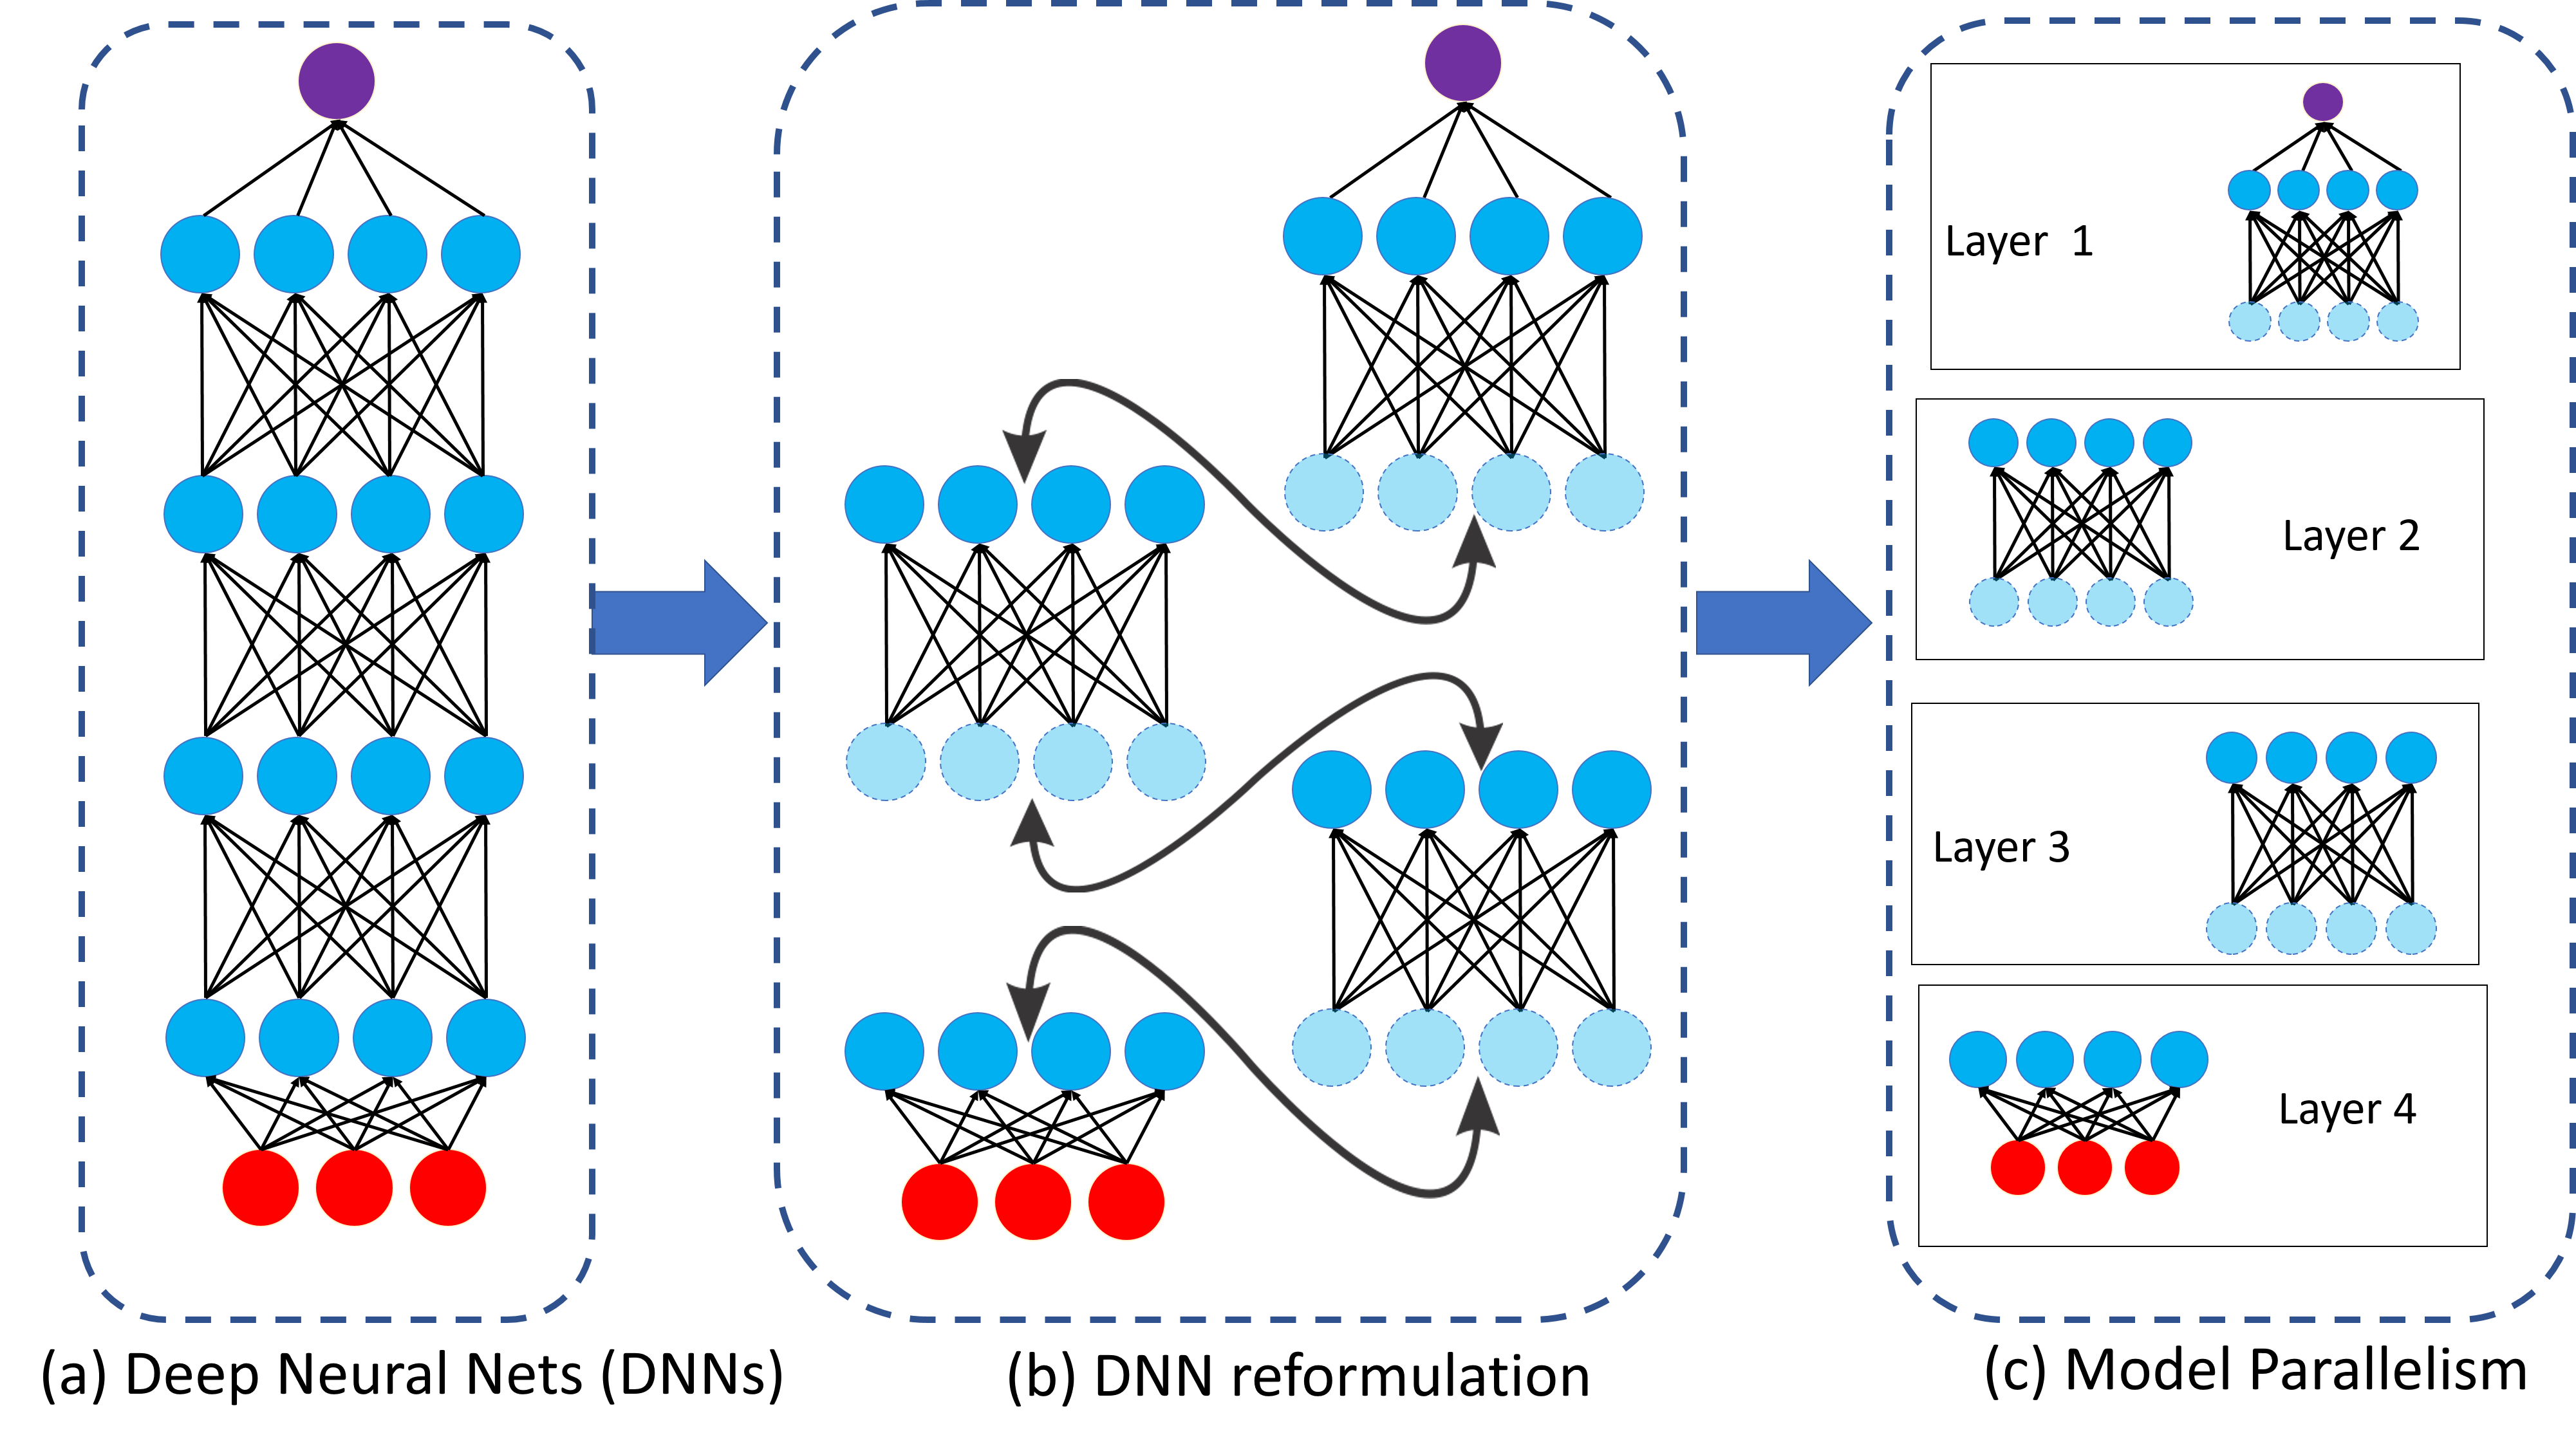 Layer 1
Layer 2
Layer 3
Layer 4
(a) Deep Neural Nets (DNNs)
(b) DNN reformulation
(c) Model Parallelism